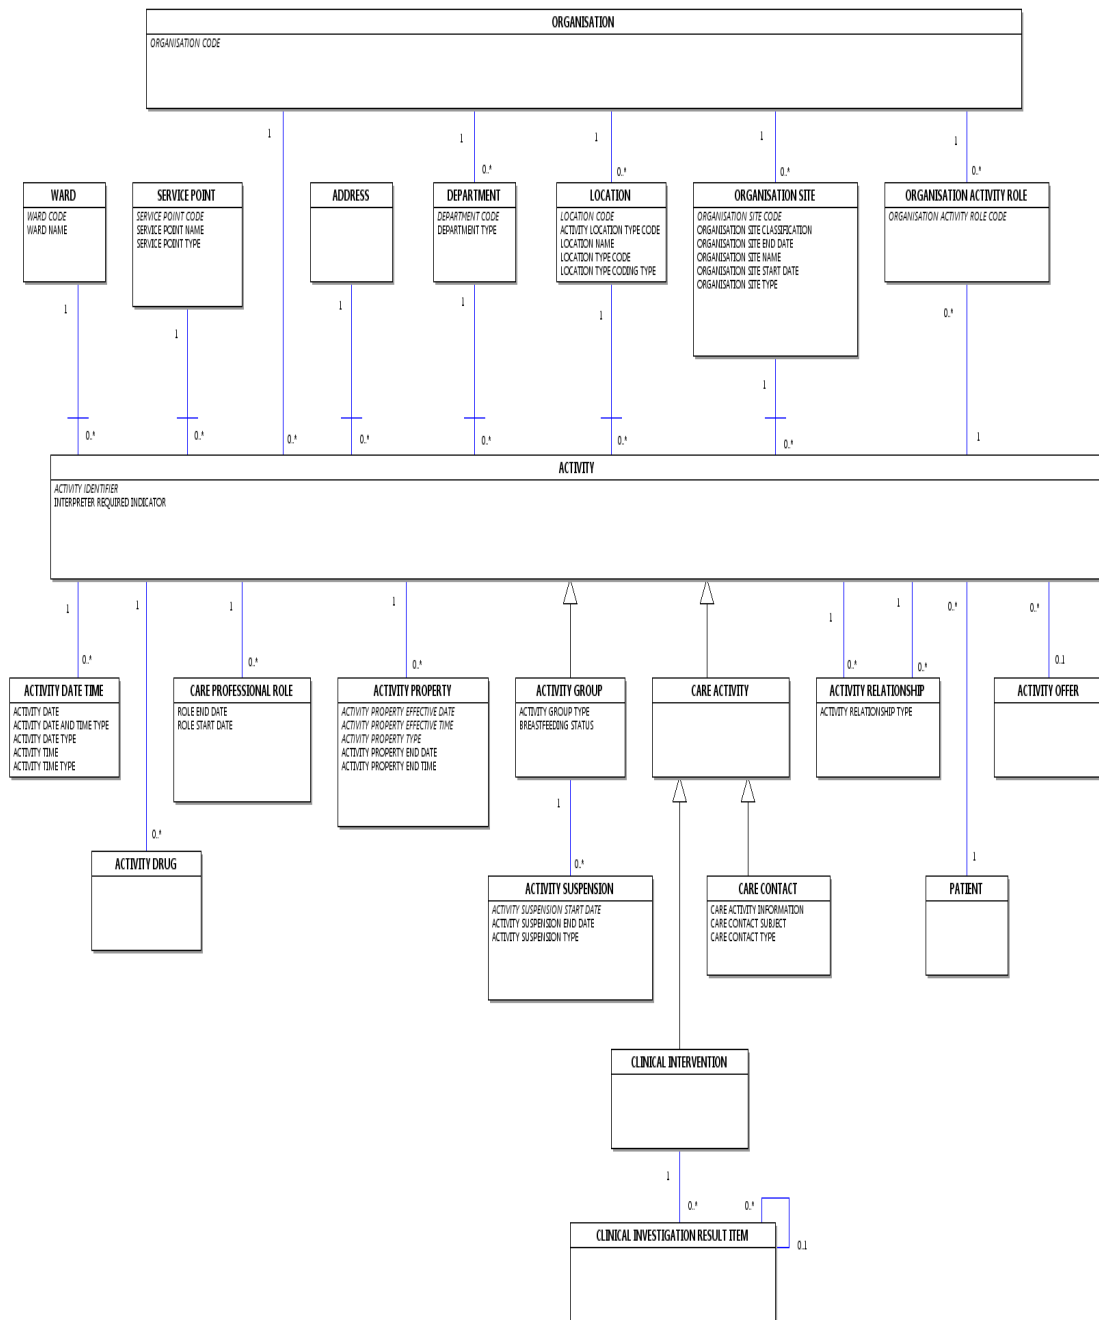 ORGANISATION
ORGANISATION CODE
1
1
1
1
1
0..*
0..*
0..*
0..*
WARD
WARD CODE
WARD NAME
SERVICE POINT
SERVICE POINT CODE
SERVICE POINT NAME
SERVICE POINT TYPE
ADDRESS
DEPARTMENT
DEPARTMENT CODE
DEPARTMENT TYPE
LOCATION
LOCATION CODE
ACTIVITY LOCATION TYPE CODE
LOCATION NAME
LOCATION TYPE CODE
LOCATION TYPE CODING TYPE
ORGANISATION SITE
ORGANISATION SITE CODE
ORGANISATION SITE CLASSIFICATION
ORGANISATION SITE END DATE
ORGANISATION SITE NAME
ORGANISATION SITE START DATE
ORGANISATION SITE TYPE
ORGANISATION ACTIVITY ROLE
ORGANISATION ACTIVITY ROLE CODE
1
1
1
1
1
1
0..*
0..*
0..*
0..*
0..*
0..*
0..*
0..*
1
ACTIVITY
ACTIVITY IDENTIFIER
INTERPRETER REQUIRED INDICATOR
1
1
1
1
1
1
0..*
0..*
0..*
0..*
0..*
0..*
0..*
0..1
ACTIVITY DATE TIME
ACTIVITY DATE
ACTIVITY DATE AND TIME TYPE
ACTIVITY DATE TYPE
ACTIVITY TIME
ACTIVITY TIME TYPE
CARE PROFESSIONAL ROLE
ROLE END DATE
ROLE START DATE
ACTIVITY PROPERTY
ACTIVITY PROPERTY EFFECTIVE DATE
ACTIVITY PROPERTY EFFECTIVE TIME
ACTIVITY PROPERTY TYPE
ACTIVITY PROPERTY END DATE
ACTIVITY PROPERTY END TIME
ACTIVITY GROUP
ACTIVITY GROUP TYPE
BREASTFEEDING STATUS
CARE ACTIVITY
ACTIVITY RELATIONSHIP
ACTIVITY RELATIONSHIP TYPE
ACTIVITY OFFER
0..*
1
0..*
1
ACTIVITY DRUG
ACTIVITY SUSPENSION
ACTIVITY SUSPENSION START DATE
ACTIVITY SUSPENSION END DATE
ACTIVITY SUSPENSION TYPE
CARE CONTACT
CARE ACTIVITY INFORMATION
CARE CONTACT SUBJECT
CARE CONTACT TYPE
PATIENT
CLINICAL INTERVENTION
1
0..*
0..*
0..1
CLINICAL INVESTIGATION RESULT ITEM